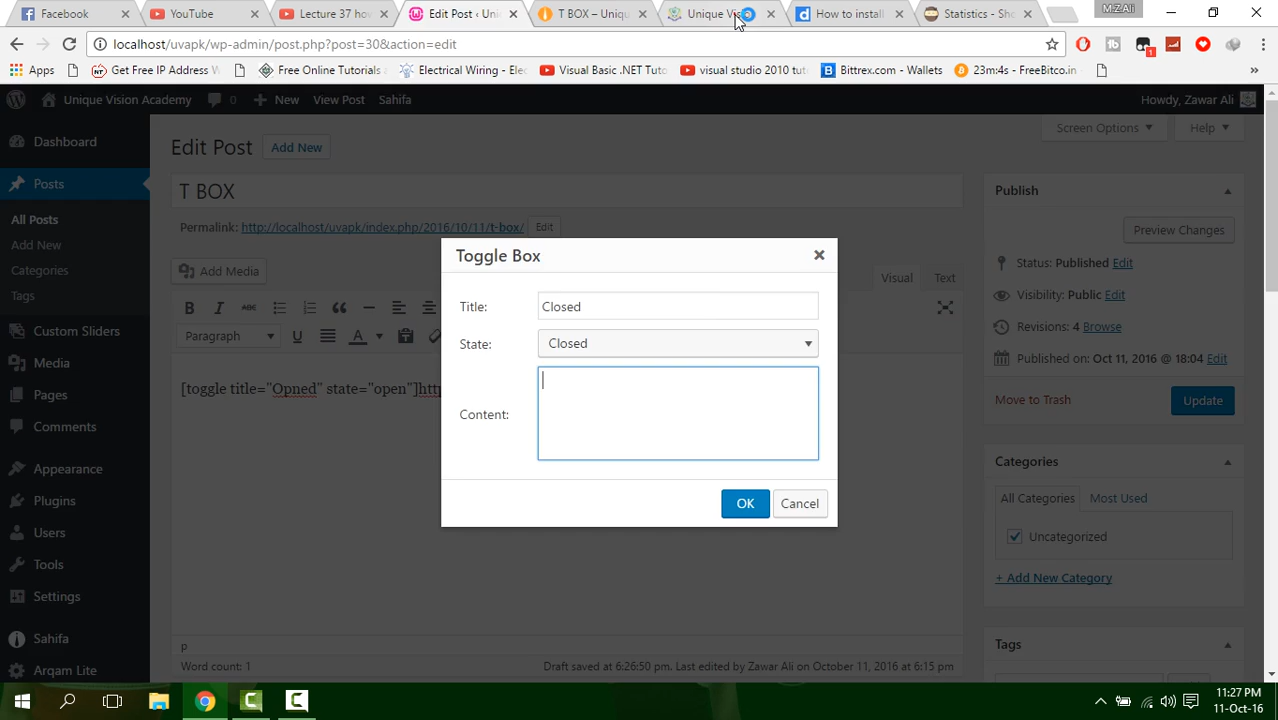 Facebook
YouTube
Lecture 37 how
Edit Post ‹ Uni
T BOX – Uniqu
Unique Vis
How to install
Statistics - Sho
M.Z.Ali
localhost/uvapk/wp-admin/post.php?post=30&action=edit
Apps
Get Free IP Address W
Free Online Tutorials
Electrical Wiring - Ele
Visual Basic .NET Tuto
visual studio 2010 tut
Bittrex.com - Wallets
23m:4s - FreeBitco.in
»
Unique Vision Academy
0
New
View Post
Sahifa
Howdy, Zawar Ali
Dashboard
Edit Post
Add New
Screen Options
Help
Posts
T BOX
Publish
All Posts
Add New
Categories
Tags
Permalink: http://localhost/uvapk/index.php/2016/10/11/t-box/
Edit
Preview Changes
Add Media
Visual
Text
Status: Published Edit
Visibility: Public Edit
Revisions: 4 Browse
Published on: Oct 11, 2016 @ 18:04 Edit
Move to Trash
Update
Paragraph
[toggle title="Opned" state="open"]http
Toggle Box
Title:
Closed
State:
Closed
Content:
OK
Cancel
Custom Sliders
Media
Pages
Comments
Appearance
Plugins
Users
Tools
Settings
Sahifa
Arqam Lite
Categories
All Categories
Most Used
Uncategorized
+ Add New Category
Tags
p
Word count: 1
Draft saved at 6:26:50 pm. Last edited by Zawar Ali on October 11, 2016 at 6:15 pm
11:27 PM
11-Oct-16